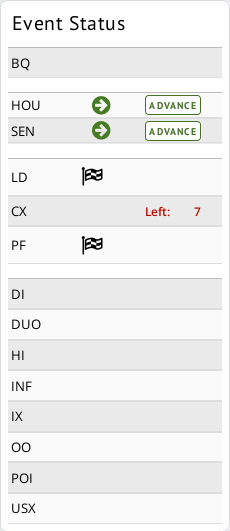 Event Status
BQ
HOU ADVANCE
SEN ADVANCE
LD
CX Left: 7
PF
DI
DUO
HI
INF
IX
OO
POI
USX